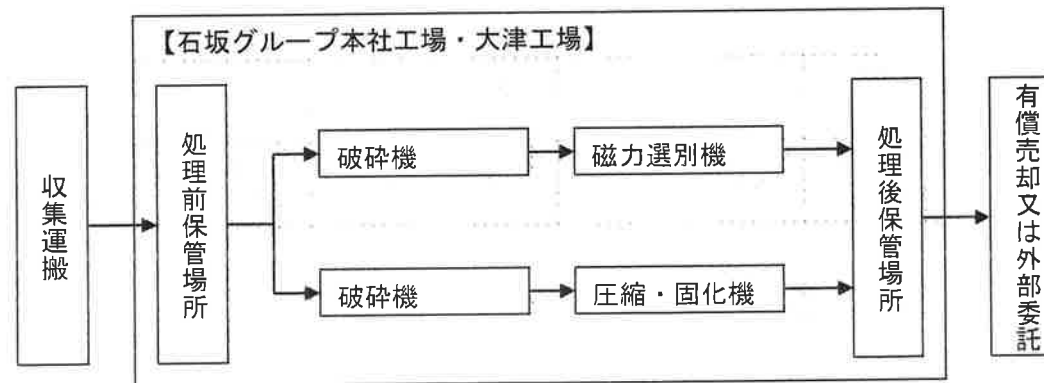 【石坂グループ本社工場・大津工場】
収集運搬
処理前保管場所
破砕機
磁力選別機
破砕機
圧縮・固化機
処理後保管場所
有償売却又は外部委託